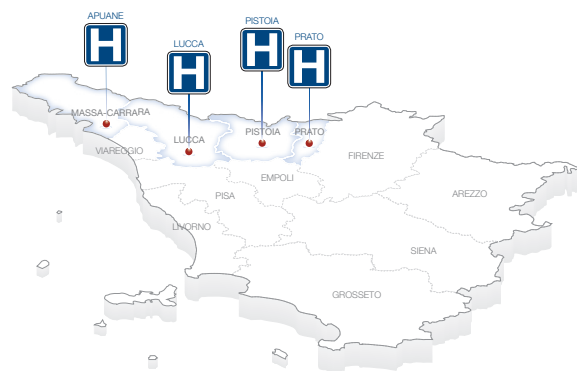 APUANE
LUCCA
PISTOIA
PRATO
H
H
H
H
MASSA-CARRARA
LUCCA
PISTOIA
PRATO
VIAREGGIO
FIRENZE
EMPOLI
PISA
AREZZO
LIVORNO
SIENA
GROSSETO